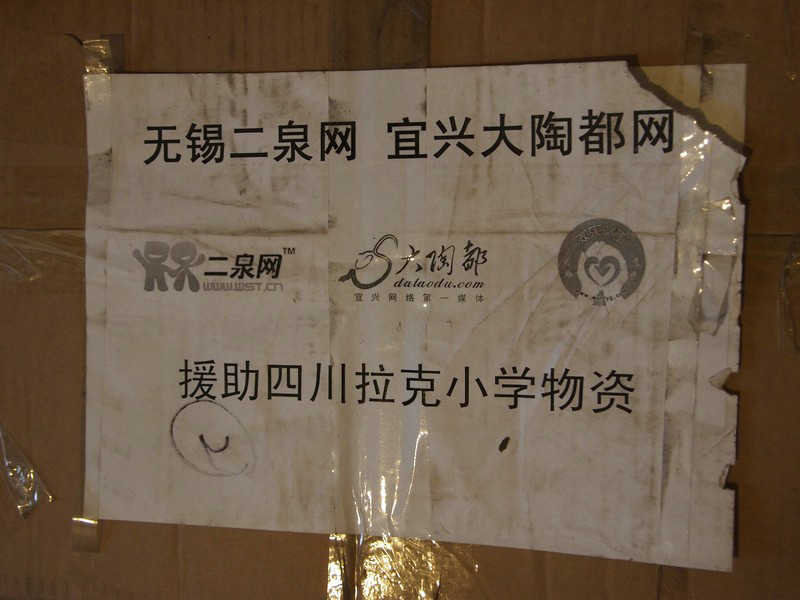 无锡二泉网 宜兴大陶都网
二泉网™ 大陶都
www.WST.cn dataodu.com
宜兴网络第一媒体
援助四川拉克小学物资